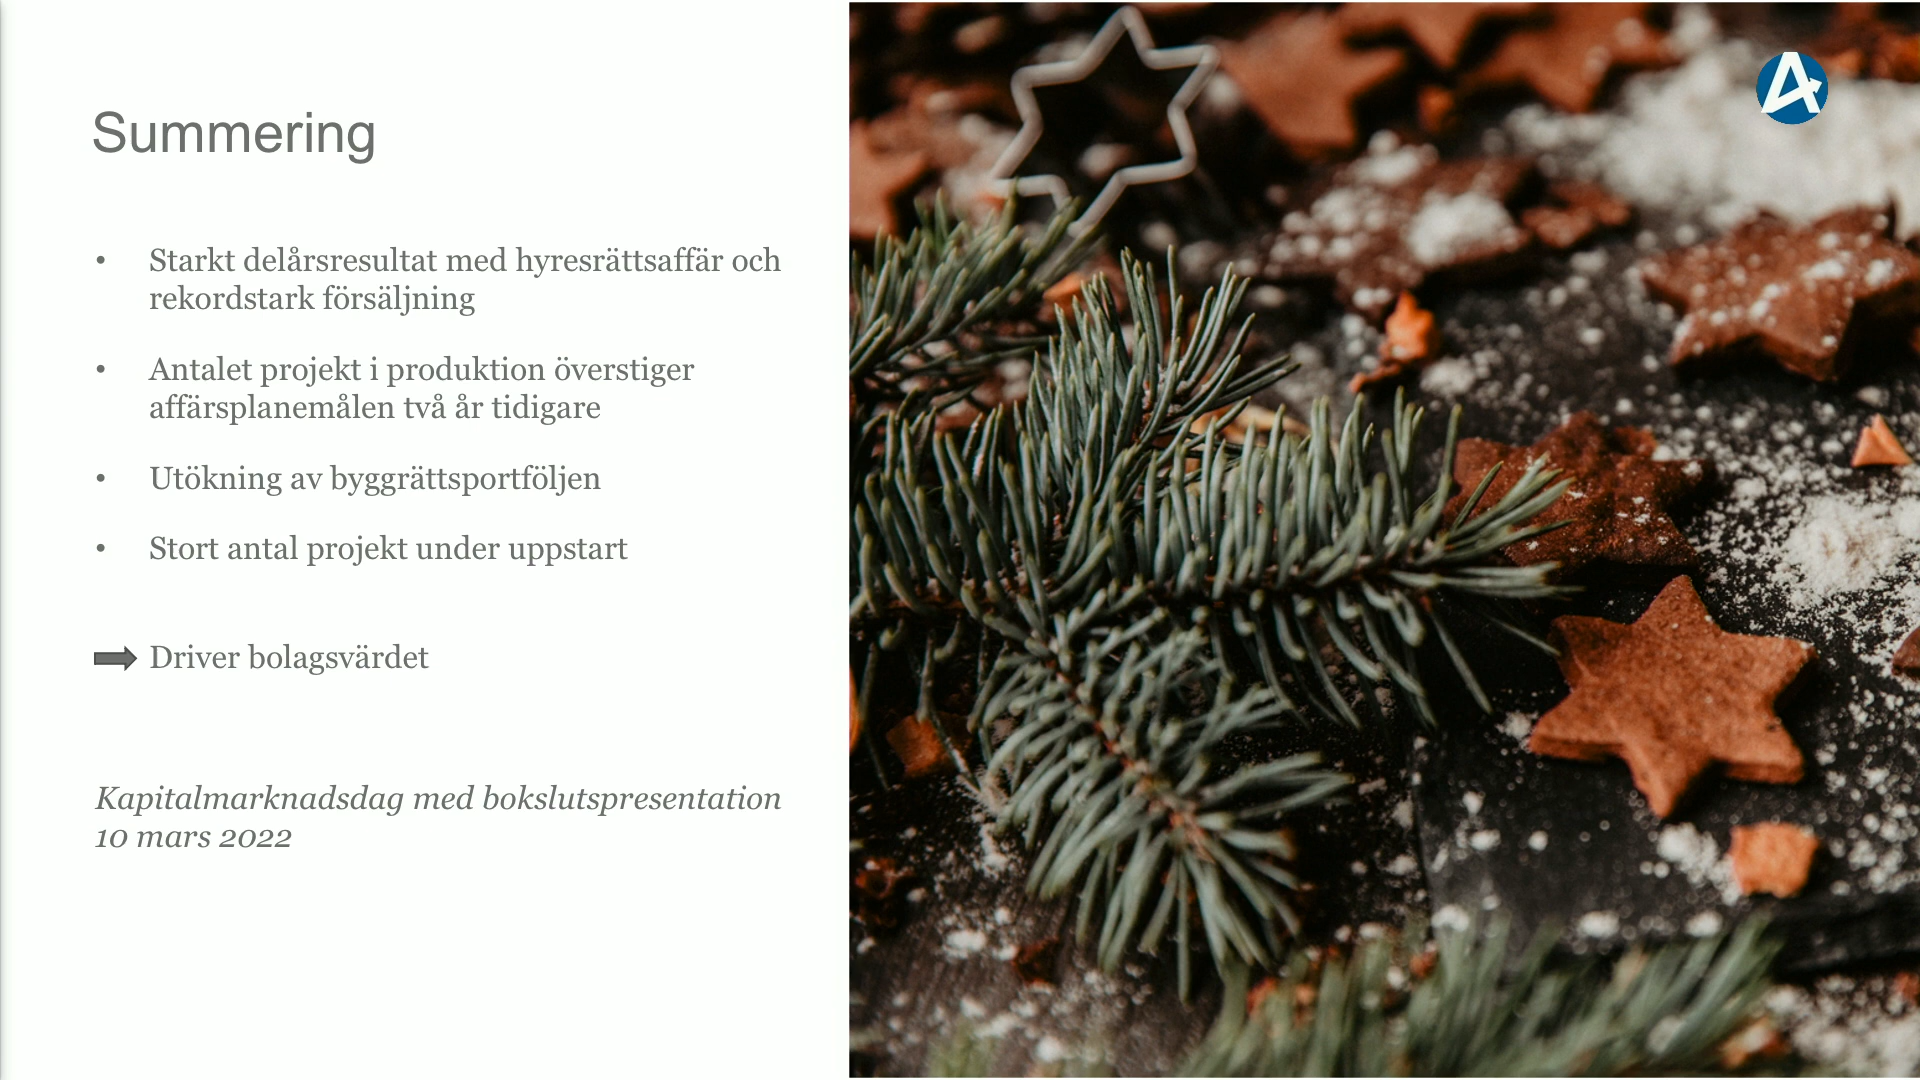 Summering
• Starkt delårsresultat med hyresrättsaffär och
rekordstark försäljning
• Antalet projekt i produktion överstiger
affärsplanemålen två år tidigare
• Utökning av byggrättsportföljen
• Stort antal projekt under uppstart
Driver bolagsvärdet
Kapitalmarknadsdag med bokslutspresentation
10 mars 2022